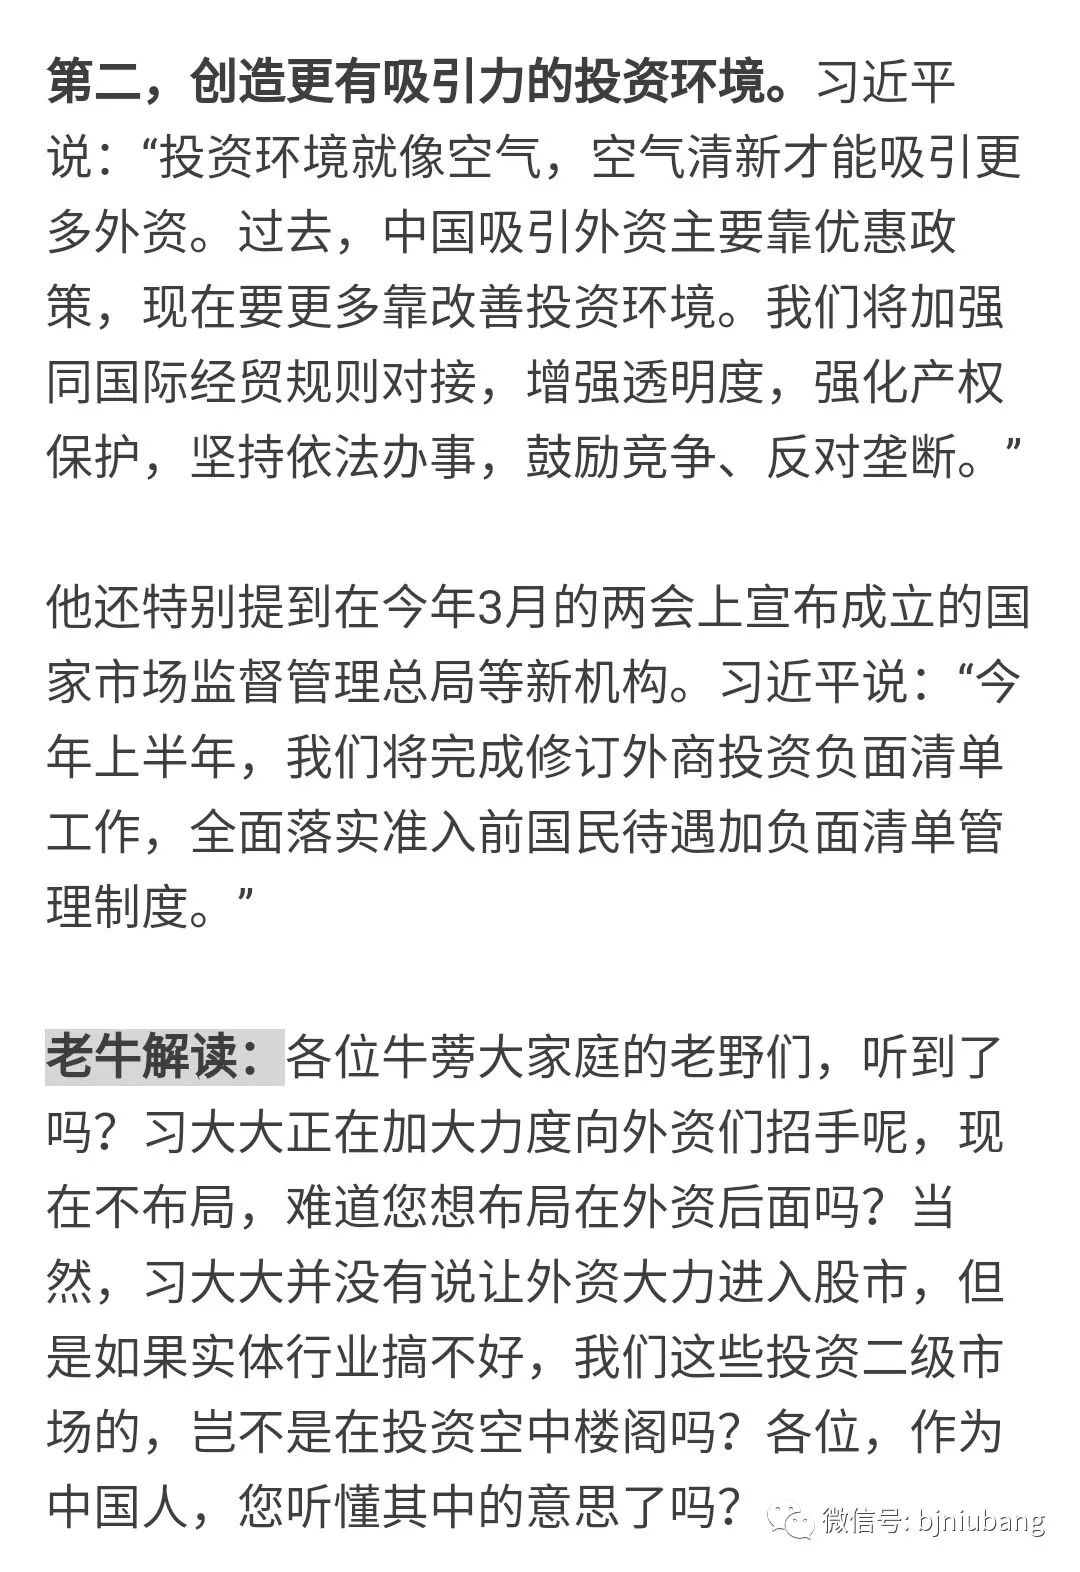 第二，创造更有吸引力的投资环境。习近平
说：“投资环境就像空气，空气清新才能吸引更
多外资。过去，中国吸引外资主要靠优惠政
策，现在要更多靠改善投资环境。我们将加强
同国际经贸规则对接，增强透明度，强化产权
保护，坚持依法办事，鼓励竞争、反对垄断。”
他还特别提到在今年3月的两会上宣布成立的国
家市场监督管理总局等新机构。习近平说：“今
年上半年，我们将完成修订外商投资负面清单
工作，全面落实准入前国民待遇加负面清单管
理制度。”
老牛解读：各位牛蒡大家庭的老野们，听到了
吗？习大大正在加大力度向外资们招手呢，现
在不布局，难道您想布局在外资后面吗？当
然，习大大并没有说让外资大力进入股市，但
是如果实体行业搞不好，我们这些投资二级市
场的，岂不是在投资空中楼阁吗？各位，作为
中国人，您听懂其中的意思了吗？
微信号: bjniubang